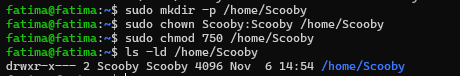 fatima@fatima:~$ sudo mkdir -p /home/Scooby
fatima@fatima:~$ sudo chown Scooby:Scooby /home/Scooby
fatima@fatima:~$ sudo chmod 750 /home/Scooby
fatima@fatima:~$ ls -ld /home/Scooby
drwxr-x--- 2 Scooby Scooby 4096 Nov  6 14:54 /home/Scooby